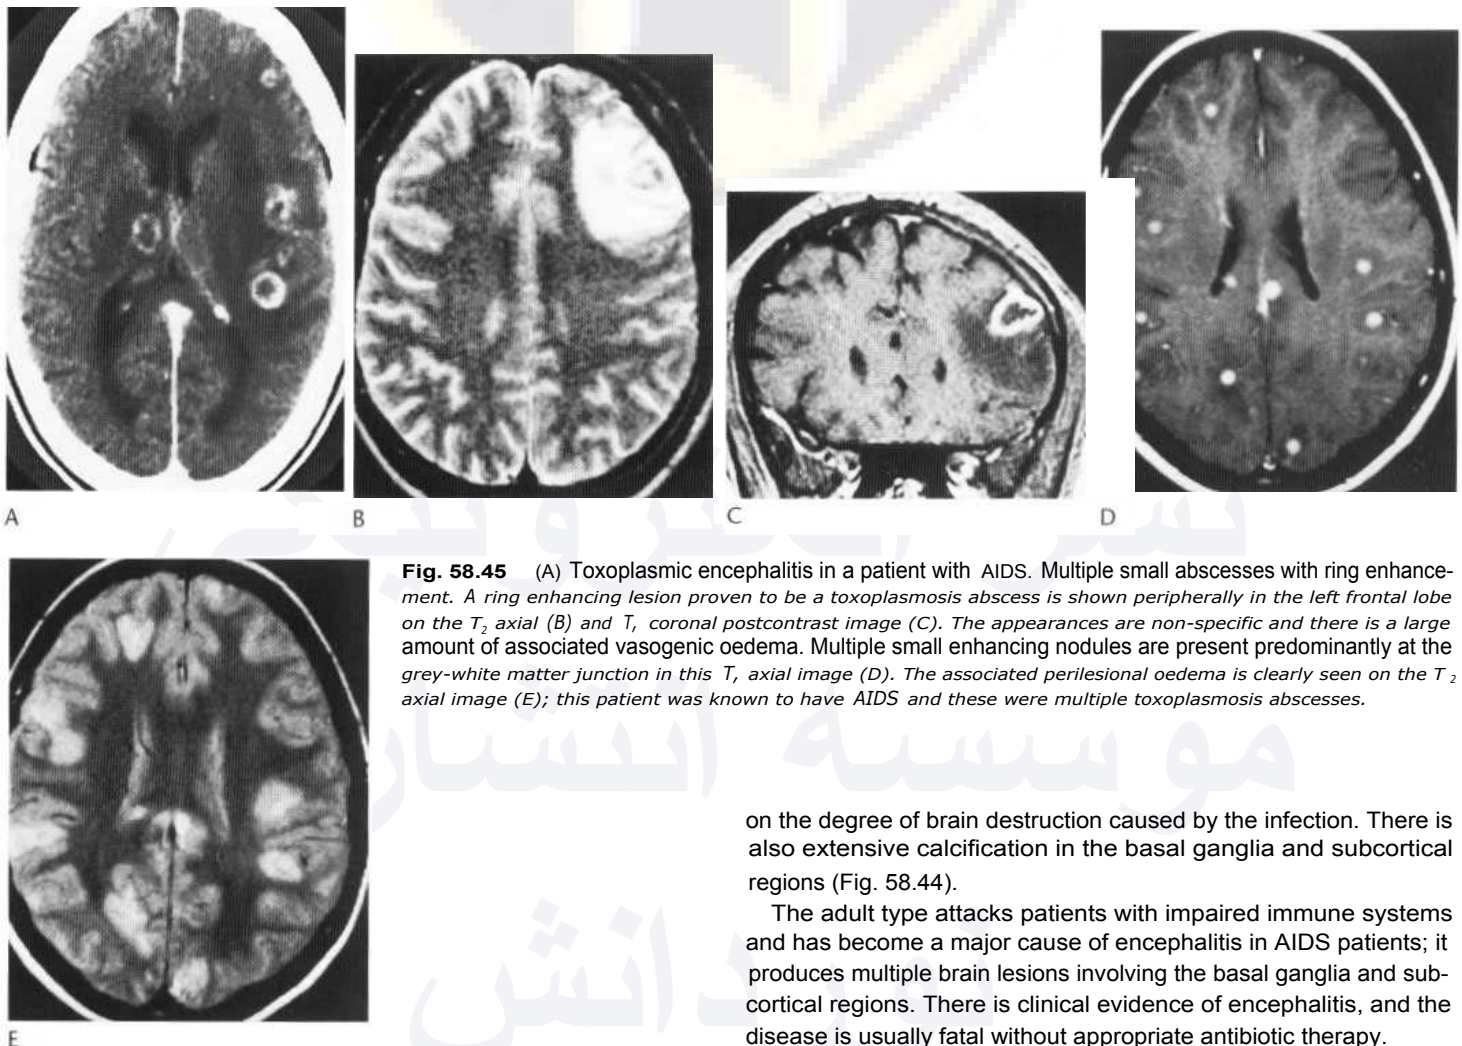 A
B
C
D
Fig. 58.45 (A) Toxoplasmic encephalitis in a patient with AIDS. Multiple small abscesses with ring enhance-
ment. A ring enhancing lesion proven to be a toxoplasmosis abscess is shown peripherally in the left frontal lobe
on the T2 axial (B) and T, coronal postcontrast image (C). The appearances are non-specific and there is a large
amount of associated vasogenic oedema. Multiple small enhancing nodules are present predominantly at the
grey-white matter junction in this T, axial image (D). The associated perilesional oedema is clearly seen on the T2
axial image (E); this patient was known to have AIDS and these were multiple toxoplasmosis abscesses.
E
موسسه انتشار
نوردانش
on the degree of brain destruction caused by the infection. There is
also extensive calcification in the basal ganglia and subcortical
regions (Fig. 58.44).
The adult type attacks patients with impaired immune systems
and has become a major cause of encephalitis in AIDS patients; it
produces multiple brain lesions involving the basal ganglia and sub-
cortical regions. There is clinical evidence of encephalitis, and the
disease is usually fatal without appropriate antibiotic therapy.